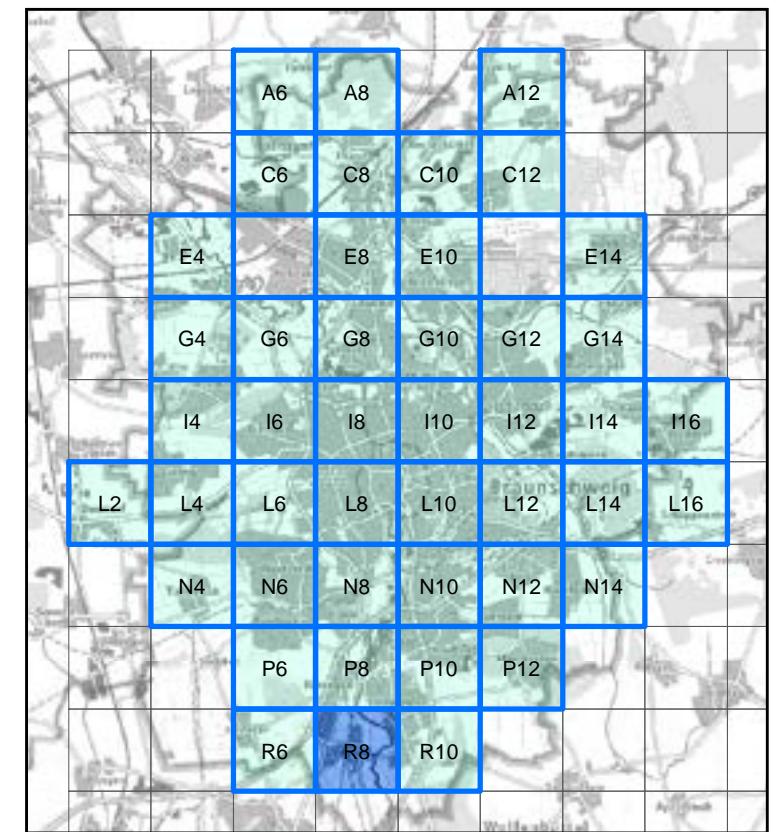 A6 A8 A12
C6 C8 C10 C12
E4 E8 E10 E14
G4 G6 G8 G10 G12 G14
I4 I6 I8 I10 I12 I14 I16
Braunschweig
L2 L4 L6 L8 L10 L12 L14 L16
N4 N6 N8 N10 N12 N14
P6 P8 P10 P12
R6 R8 R10
Wolfenbüttel